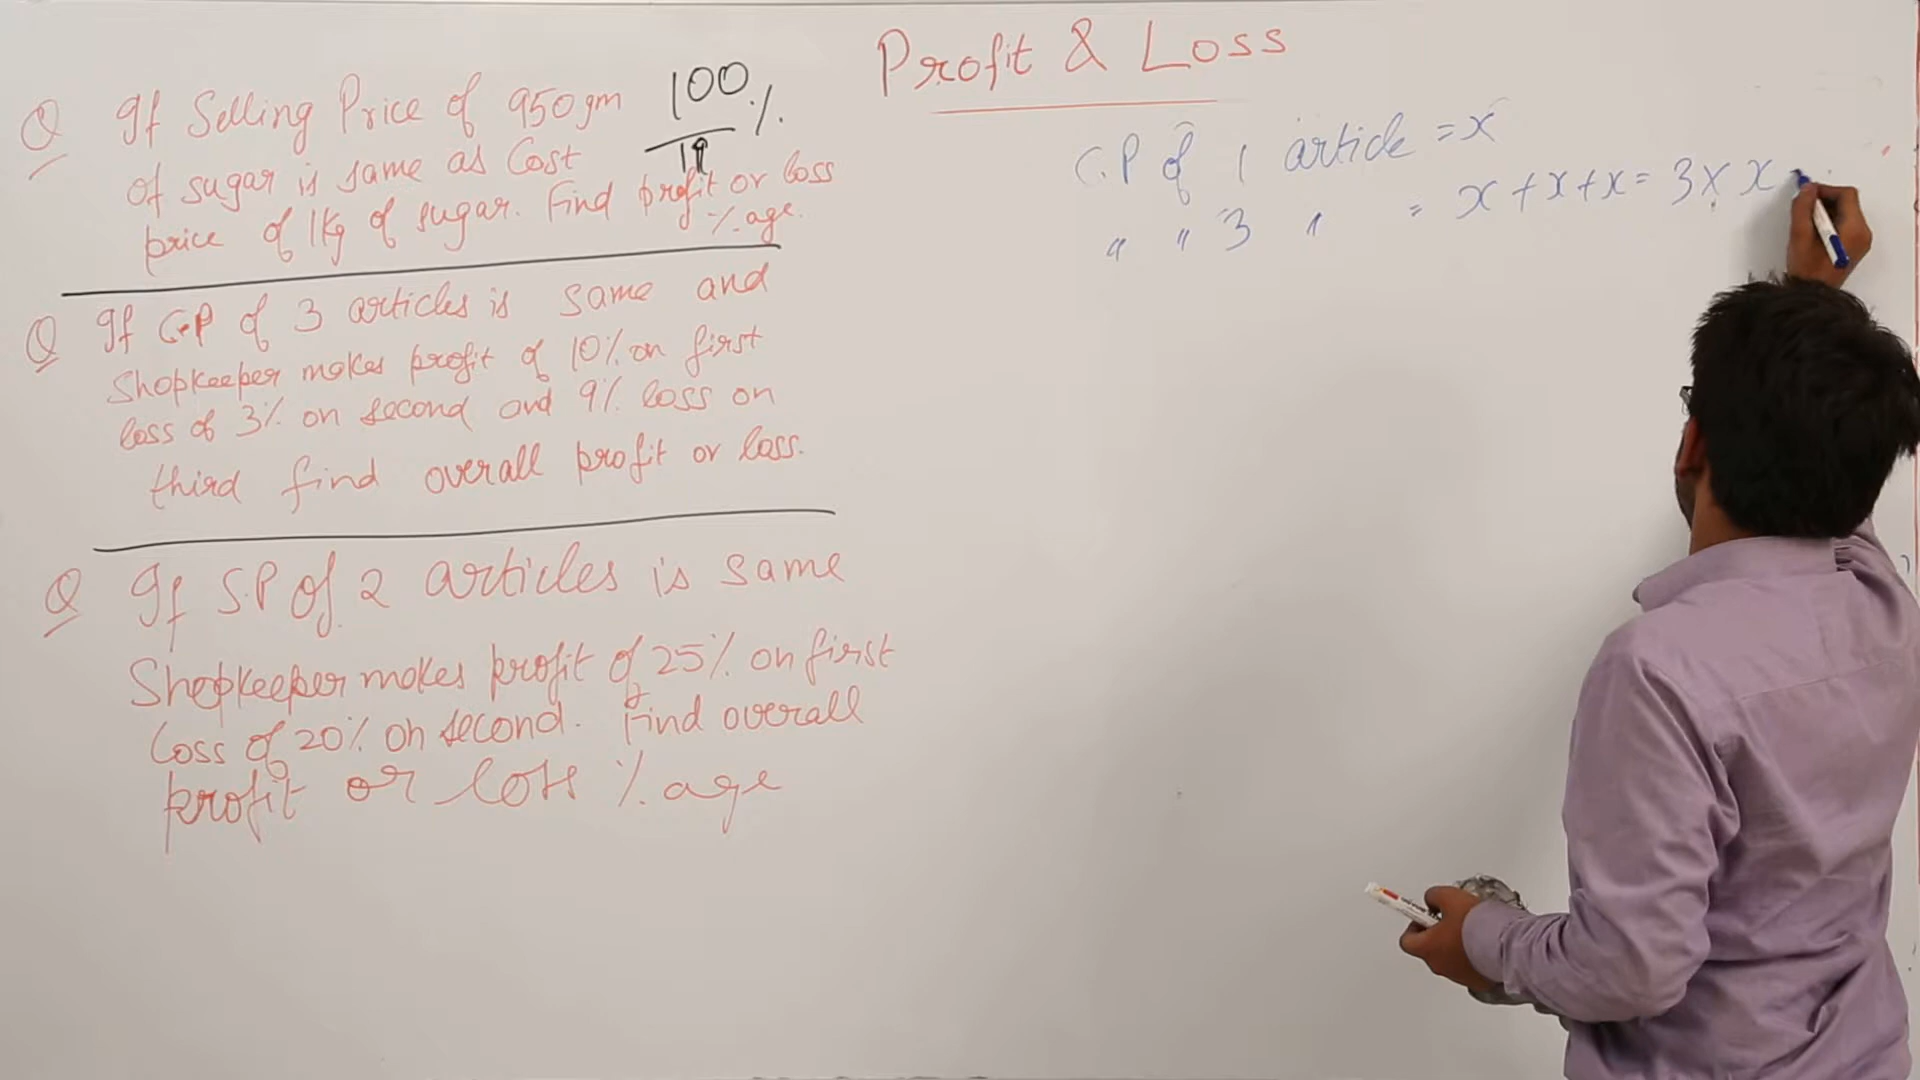 Profit & Loss
Q If Selling Price of 950gm
of sugar is same as Cost
price of 1Kg of sugar. Find profit or loss
%age.
100/19 %
Q If C.P of 3 articles is same and
Shopkeeper makes profit of 10% on first
loss of 3% on second and 9% loss on
third find overall profit or loss.
Q If S.P of 2 articles is same
Shopkeeper makes profit of 25% on first
Loss of 20% on second. Find overall
profit or loss %age
C.P of 1 article = x
" " 3 " = x + x + x = 3 x x